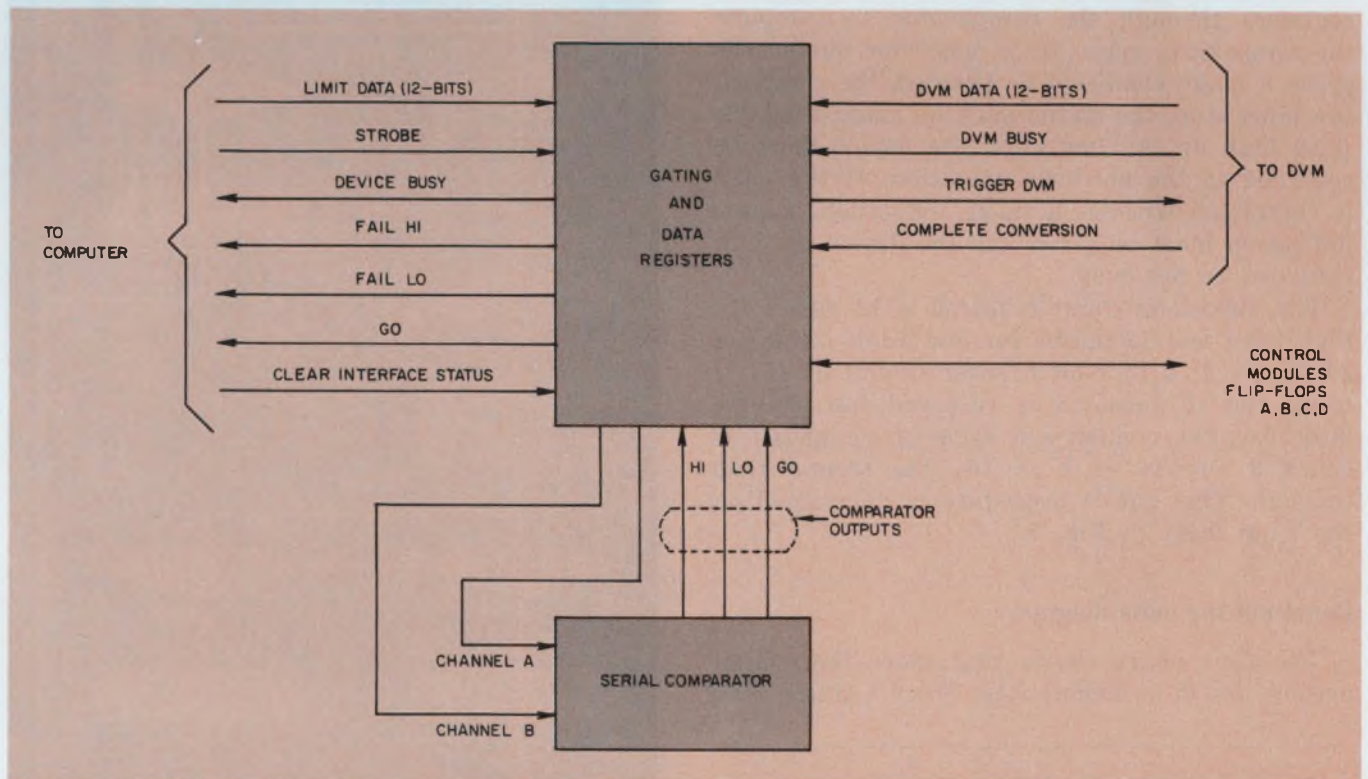 LIMIT DATA (12-BITS)
STROBE
DEVICE BUSY
FAIL HI
FAIL LO
GO
CLEAR INTERFACE STATUS
TO
COMPUTER
GATING
AND
DATA
REGISTERS
DVM DATA (12-BITS)
DVM BUSY
TRIGGER DVM
COMPLETE CONVERSION
TO DVM
CONTROL
MODULES
FLIP-FLOPS
A,B,C,D
HI
LO
GO
COMPARATOR
OUTPUTS
CHANNEL A
CHANNEL B
SERIAL COMPARATOR